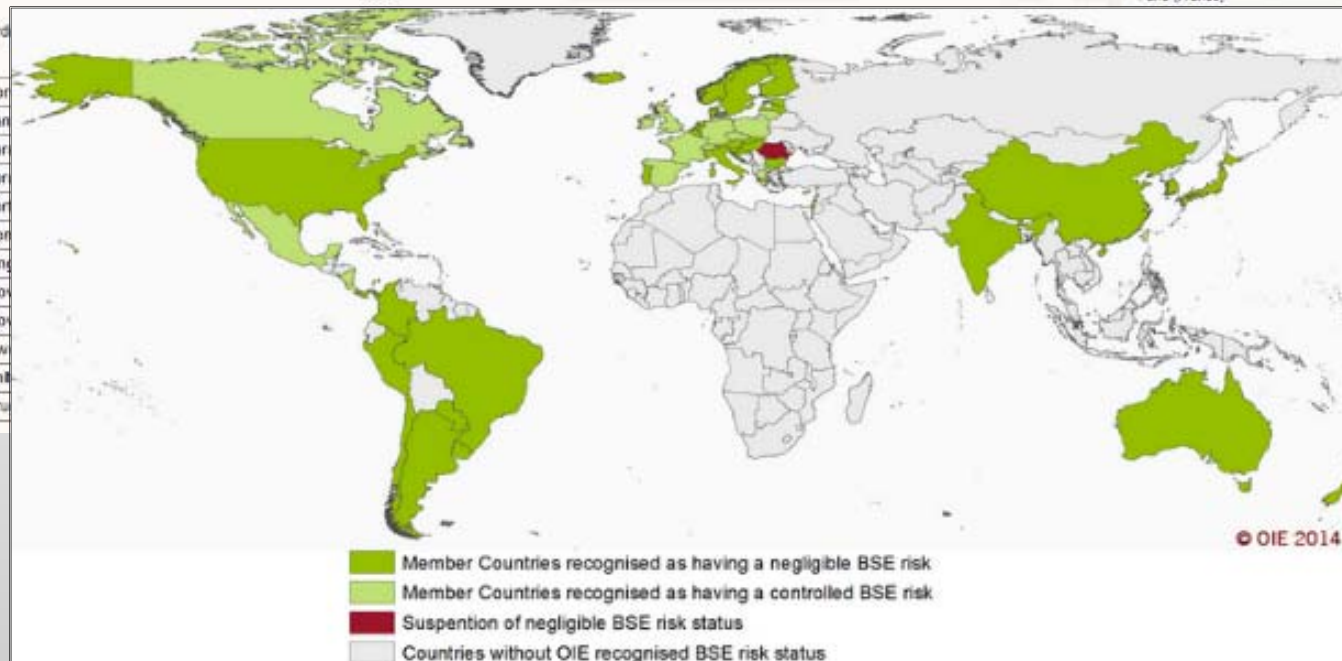 © OIE 2014
Member Countries recognised as having a negligible BSE risk
Member Countries recognised as having a controlled BSE risk
Suspention of negligible BSE risk status
Countries without OIE recognised BSE risk status